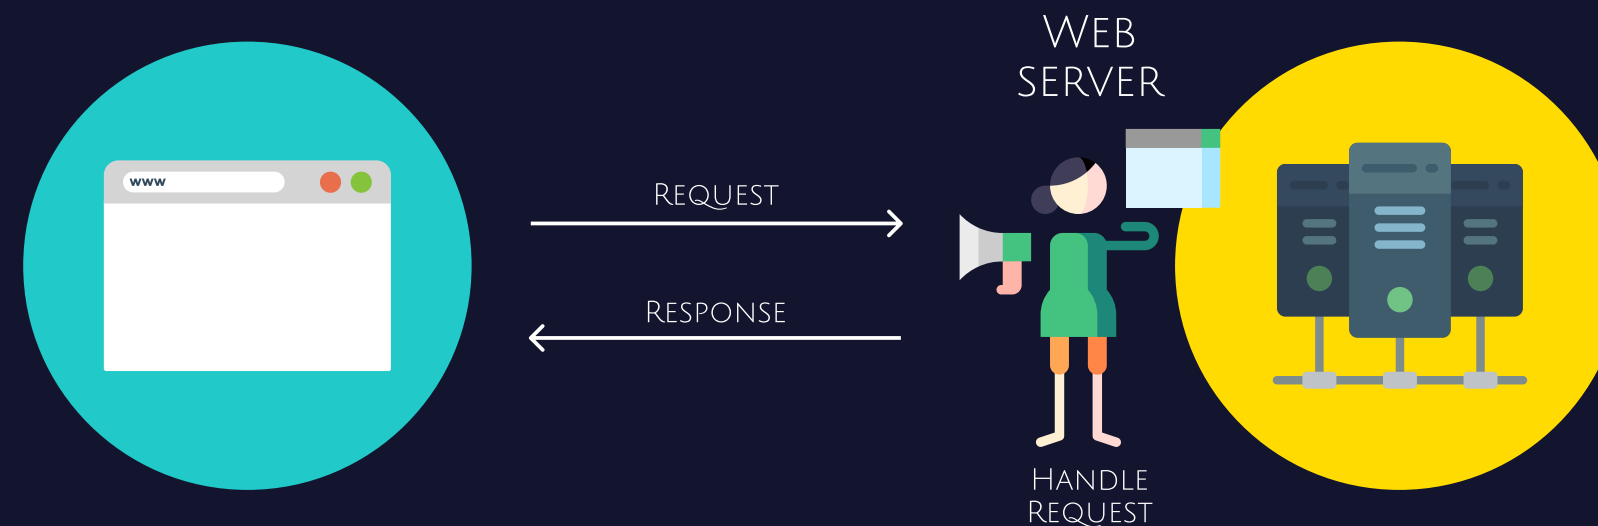 WEB
SERVER
www
REQUEST
RESPONSE
HANDLE
REQUEST